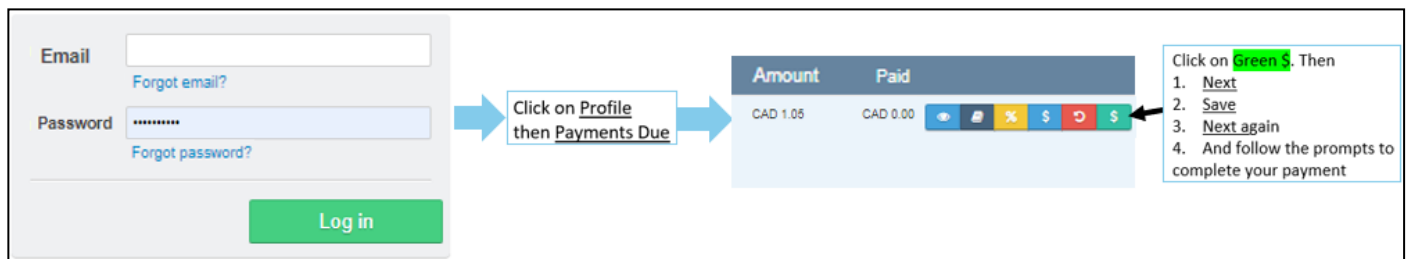 Email
Forgot email?
Password ••••••••••
Forgot password?
Log in
Click on Profile
then Payments Due
Amount Paid
CAD 1.05 CAD 0.00 % $ $
Click on Green $. Then
1. Next
2. Save
3. Next again
4. And follow the prompts to
complete your payment